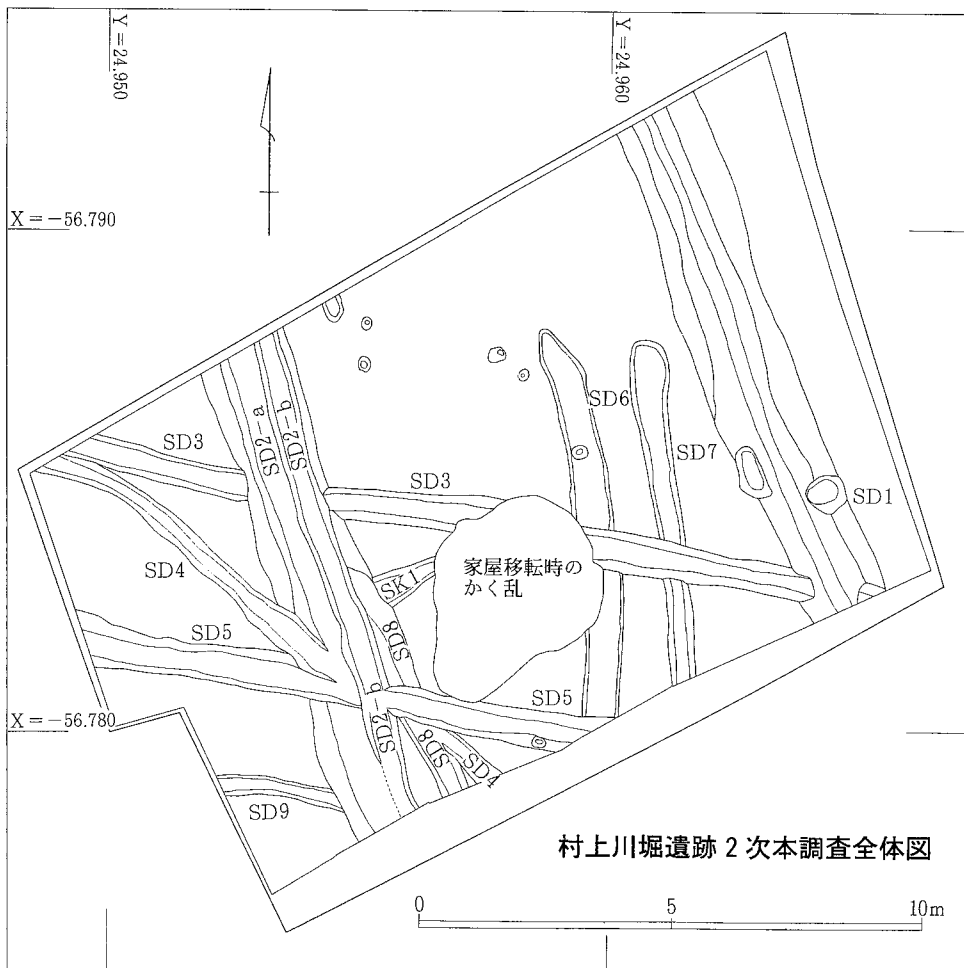 Y＝24.950
Y＝24.960
X＝−56.790
SD2-a
SD2-b
SD6
SD3
SD7
SD3
SD1
家屋移転時の
かく乱
SD4
SK1
SD5
SD8
SD5
X＝−56.780
SD2-b
SD8
SD4
SD9
村上川堀遺跡２次本調査全体図
0
5
10m